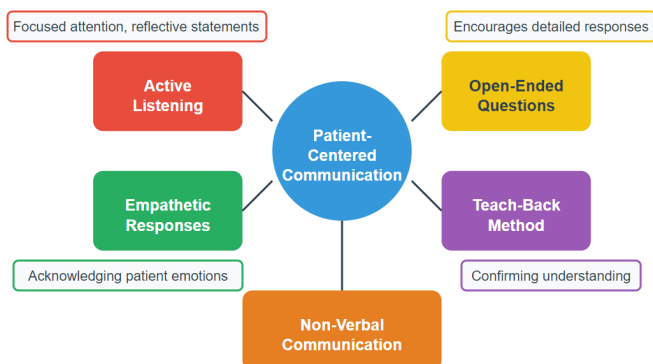 Focused attention, reflective statements
Encourages detailed responses
Active
Listening
Open-Ended
Questions
Patient-
Centered
Communication
Empathetic
Responses
Teach-Back
Method
Acknowledging patient emotions
Confirming understanding
Non-Verbal
Communication